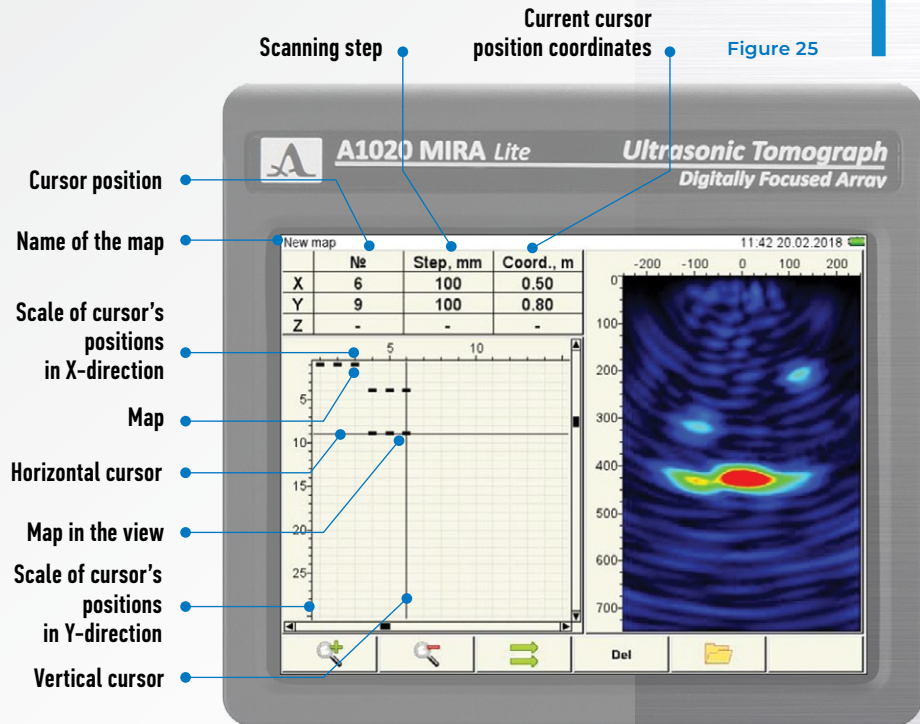 Current cursor
position coordinates
Scanning step
Figure 25
A1020 MIRA Lite
Ultrasonic Tomograph
Digitally Focused Array
Cursor position
Name of the map
Scale of cursor's
positions
in X-direction
Map
Horizontal cursor
Map in the view
Scale of cursor's
positions
in Y-direction
Vertical cursor
New map
11:42 20.02.2018
№ Step, mm Coord., m
X 6 100 0.50
Y 9 100 0.80
Z - - -
5 10
5
10
15
20
25
-200 -100 0 100 200
0
100
200
300
400
500
600
700
Del